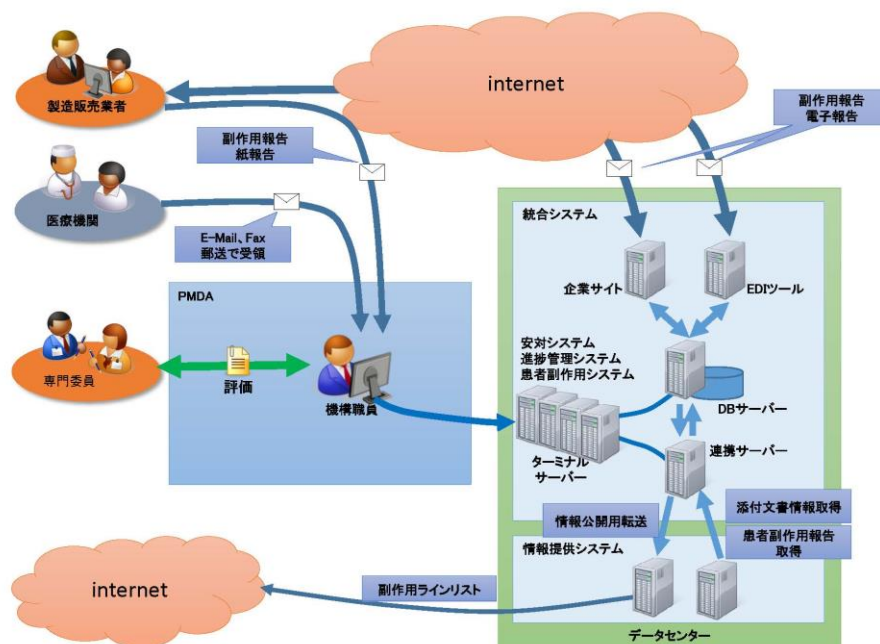 internet
製造販売業者
副作用報告
紙報告
副作用報告
電子報告
医療機関
E-Mail、Fax
郵送で受領
統合システム
企業サイト
EDIツール
PMDA
専門委員
評価
機構職員
安対システム
進捗管理システム
患者副作用システム
DBサーバー
ターミナル
サーバー
連携サーバー
情報公開用転送
添付文書情報取得
患者副作用報告
取得
情報提供システム
internet
副作用ラインリスト
データセンター